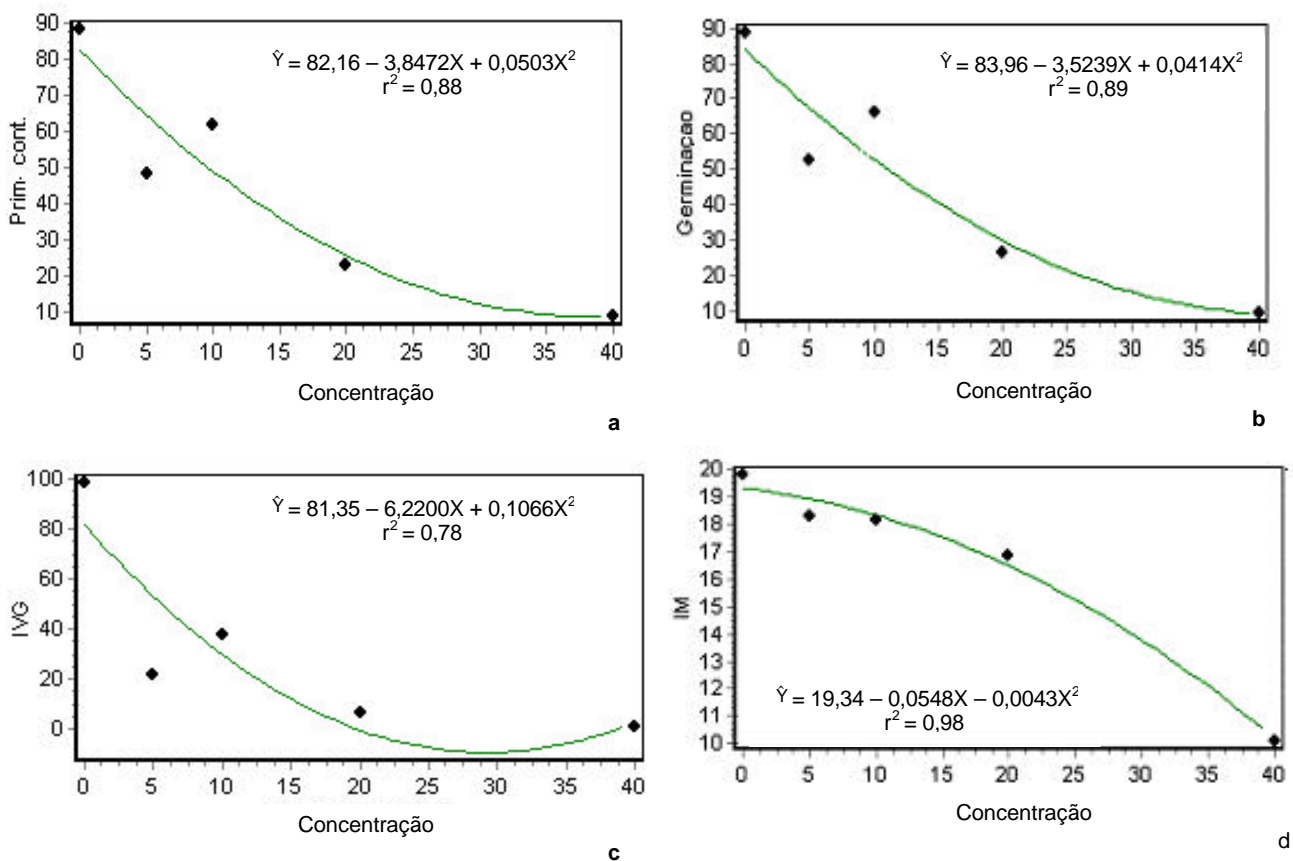 Prim- cont.
90
80
70
60
50
40
30
20
10
Ŷ = 82,16 – 3,8472X + 0,0503X²
r² = 0,88
0 5 10 15 20 25 30 35 40
Concentração
a
Germinaçao
90
80
70
60
50
40
30
20
10
Ŷ = 83,96 – 3,5239X + 0,0414X²
r² = 0,89
0 5 10 15 20 25 30 35 40
Concentração
b
IVG
100
80
60
40
20
0
Ŷ = 81,35 – 6,2200X + 0,1066X²
r² = 0,78
0 5 10 15 20 25 30 35 40
Concentração
c
IM
20
19
18
17
16
15
14
13
12
11
10
Ŷ = 19,34 – 0,0548X – 0,0043X²
r² = 0,98
0 5 10 15 20 25 30 35 40
Concentração
d